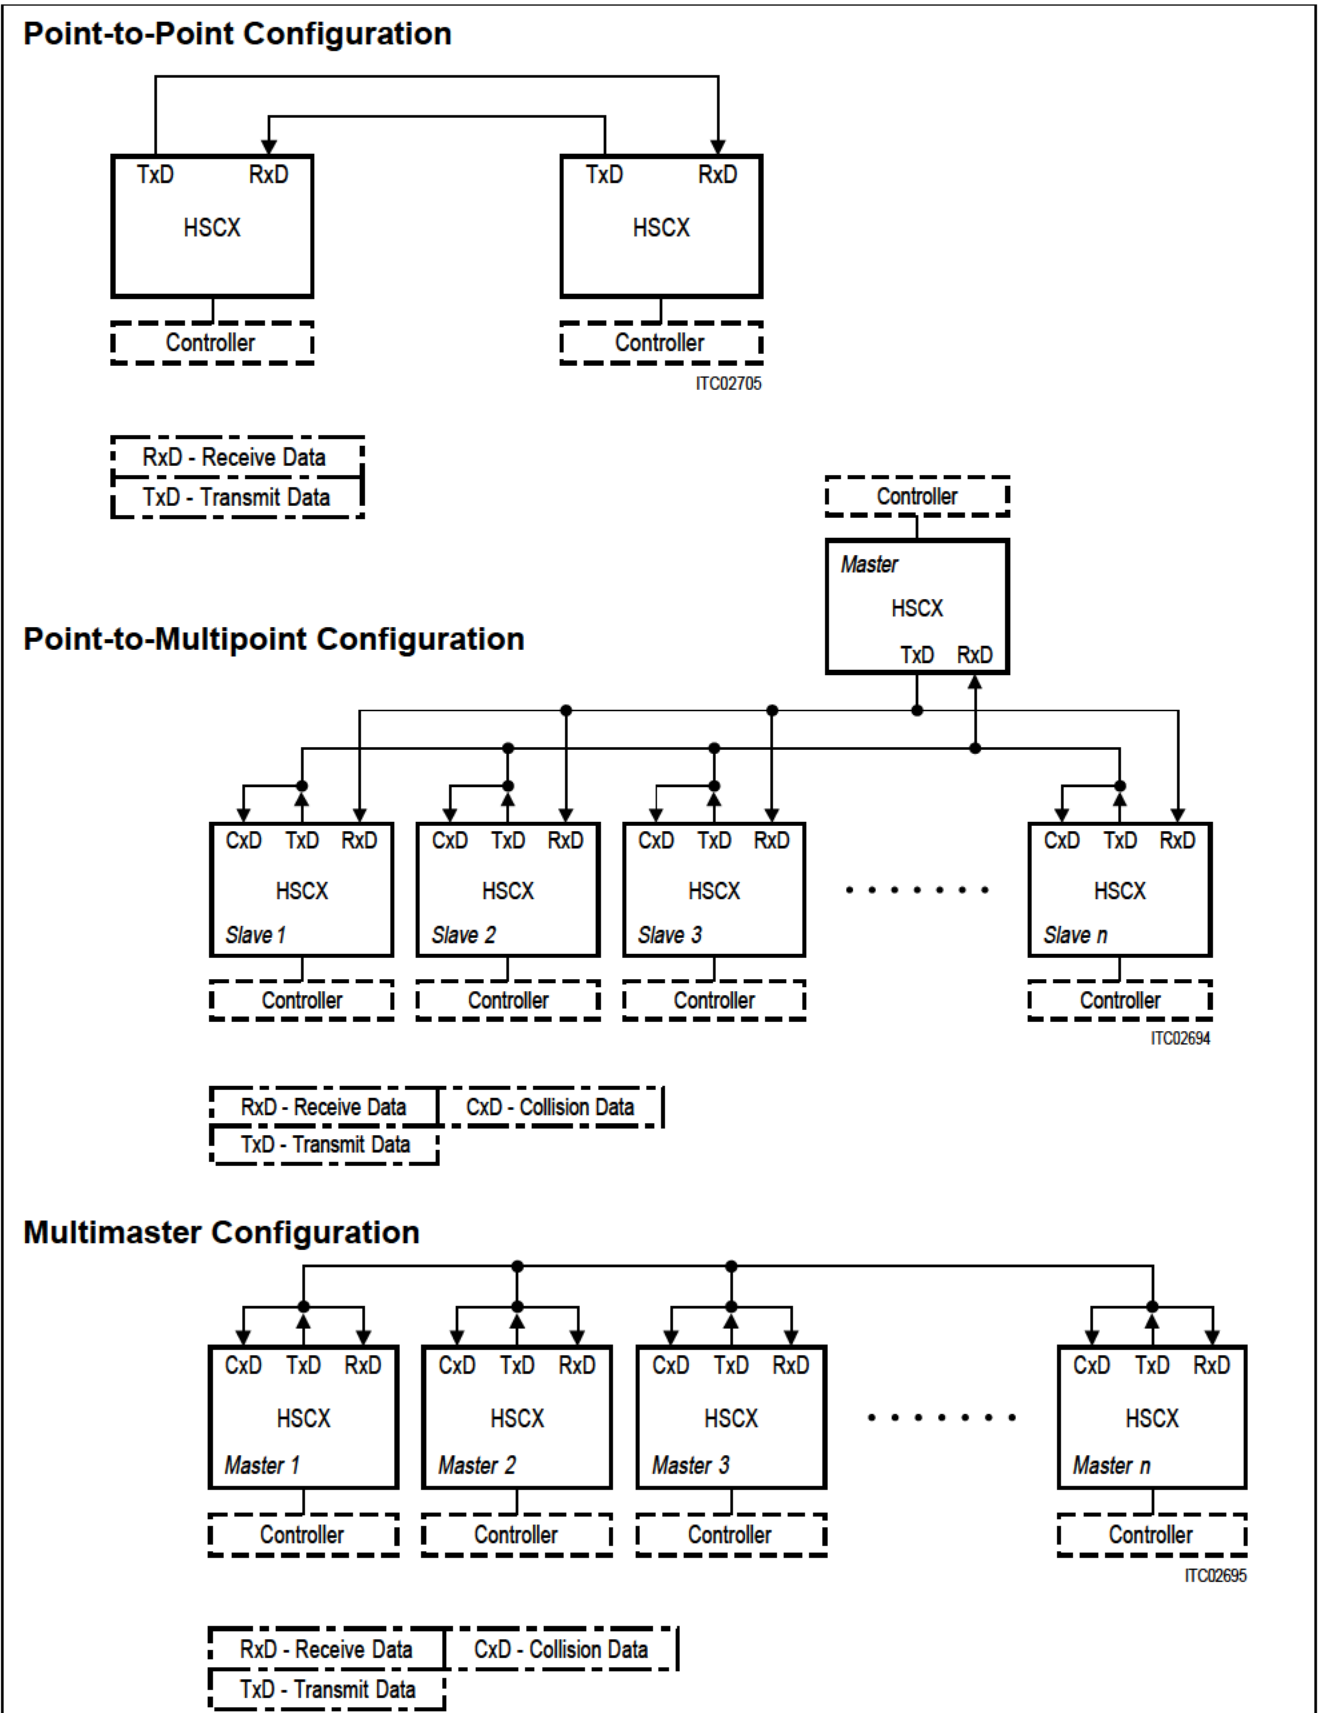 Point-to-Point Configuration
TxD RxD TxD RxD
HSCX HSCX
Controller Controller
ITC02705
RxD - Receive Data
TxD - Transmit Data
Controller
Master
HSCX
TxD RxD
Point-to-Multipoint Configuration
CxD TxD RxD CxD TxD RxD CxD TxD RxD CxD TxD RxD
HSCX HSCX HSCX HSCX
Slave 1 Slave 2 Slave 3 Slave n
Controller Controller Controller Controller
ITC02694
RxD - Receive Data CxD - Collision Data
TxD - Transmit Data
Multimaster Configuration
CxD TxD RxD CxD TxD RxD CxD TxD RxD CxD TxD RxD
HSCX HSCX HSCX HSCX
Master 1 Master 2 Master 3 Master n
Controller Controller Controller Controller
ITC02695
RxD - Receive Data CxD - Collision Data
TxD - Transmit Data